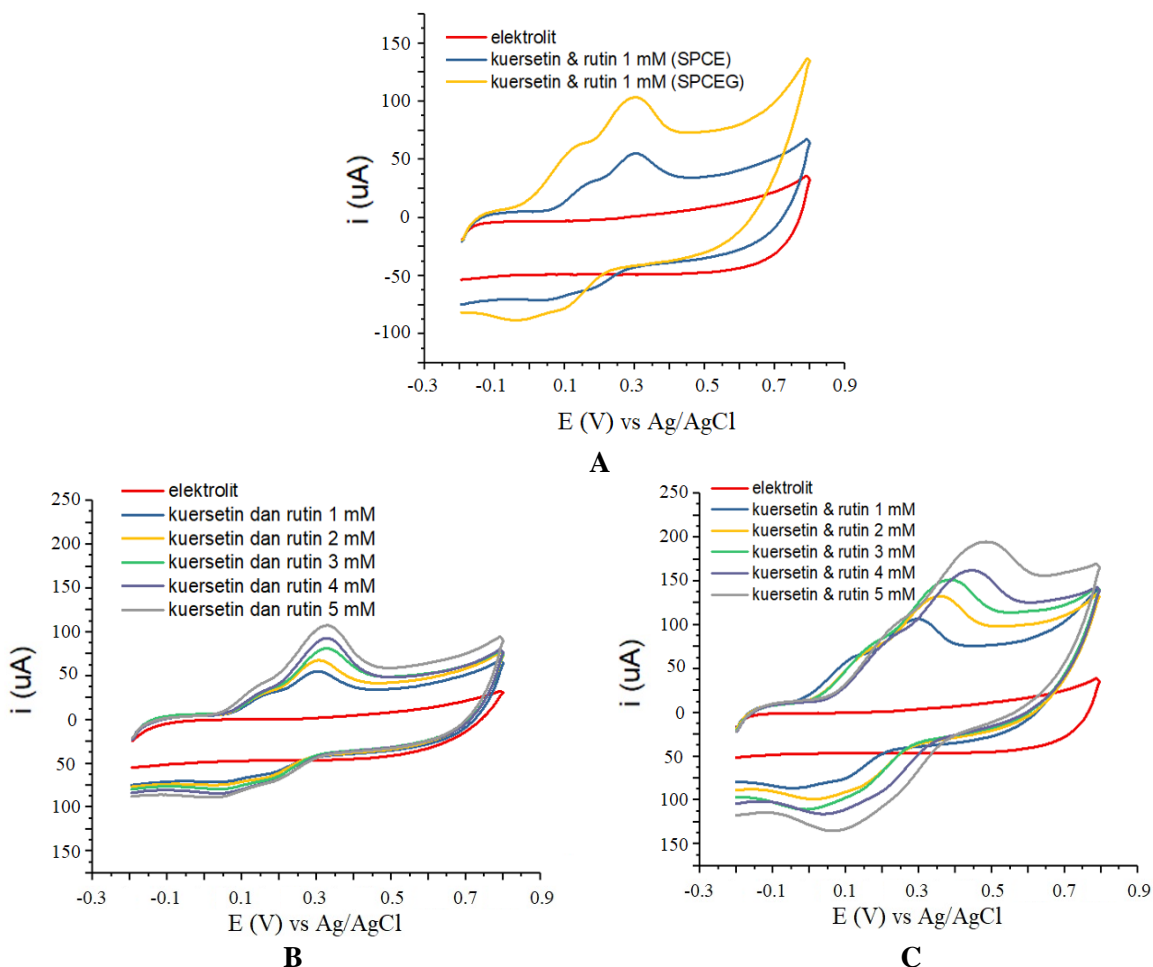 elektrolit
kuersetin & rutin 1 mM (SPCE)
kuersetin & rutin 1 mM (SPCEG)
150
100
50
0
-50
-100
i (uA)
-0.3 -0.1 0.1 0.3 0.5 0.7 0.9
E (V) vs Ag/AgCl
A
elektrolit
kuersetin dan rutin 1 mM
kuersetin dan rutin 2 mM
kuersetin dan rutin 3 mM
kuersetin dan rutin 4 mM
kuersetin dan rutin 5 mM
250
200
150
100
50
0
50
100
150
i (uA)
-0.3 -0.1 0.1 0.3 0.5 0.7 0.9
E (V) vs Ag/AgCl
B
elektrolit
kuersetin & rutin 1 mM
kuersetin & rutin 2 mM
kuersetin & rutin 3 mM
kuersetin & rutin 4 mM
kuersetin & rutin 5 mM
250
200
150
100
50
0
50
100
150
i (uA)
-0.3 -0.1 0.1 0.3 0.5 0.7 0.9
E (V) vs Ag/AgCl
C